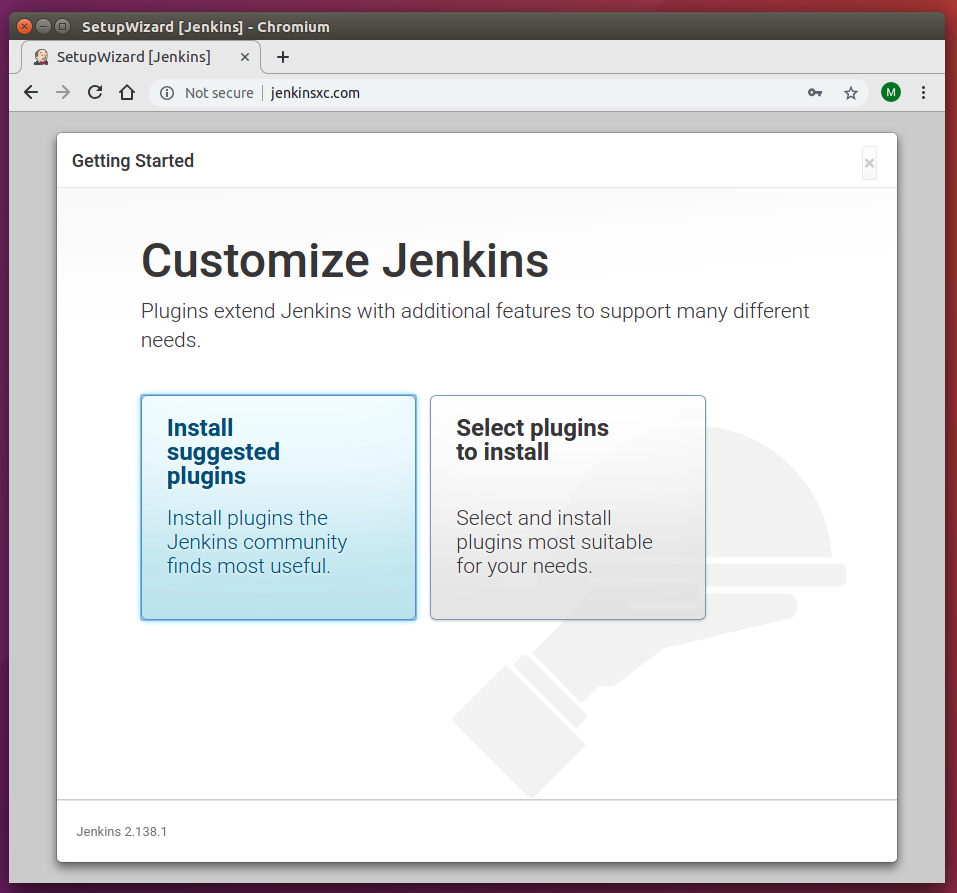 SetupWizard [Jenkins] - Chromium
SetupWizard [Jenkins]
Not secure | jenkinsxc.com
M
Getting Started
Customize Jenkins
Plugins extend Jenkins with additional features to support many different
needs.
Install
suggested
plugins
Install plugins the
Jenkins community
finds most useful.
Select plugins
to install
Select and install
plugins most suitable
for your needs.
Jenkins 2.138.1